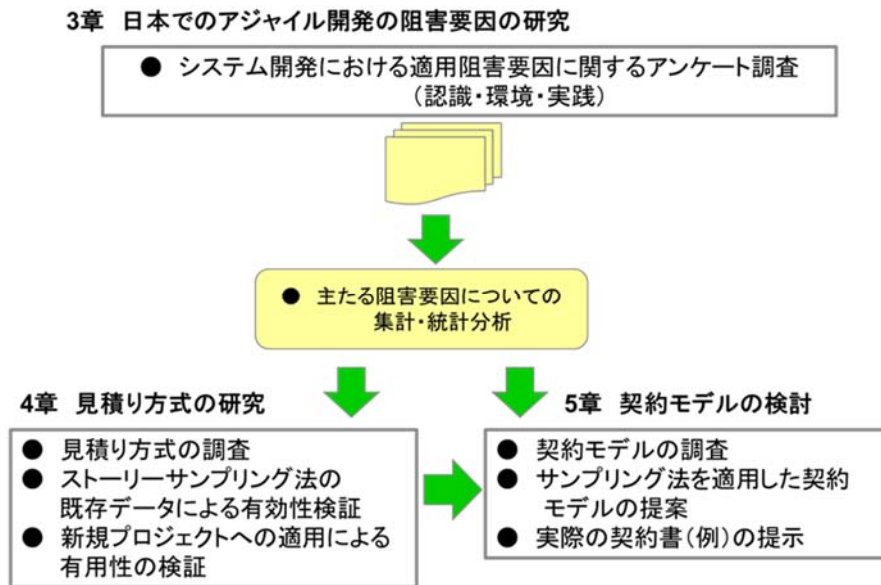 3章 日本でのアジャイル開発の阻害要因の研究
● システム開発における適用阻害要因に関するアンケート調査
(認識・環境・実践)
● 主たる阻害要因についての
集計・統計分析
4章 見積り方式の研究
● 見積り方式の調査
● ストーリーサンプリング法の
既存データによる有効性検証
● 新規プロジェクトへの適用による
有用性の検証
5章 契約モデルの検討
● 契約モデルの調査
● サンプリング法を適用した契約
モデルの提案
● 実際の契約書(例)の提示